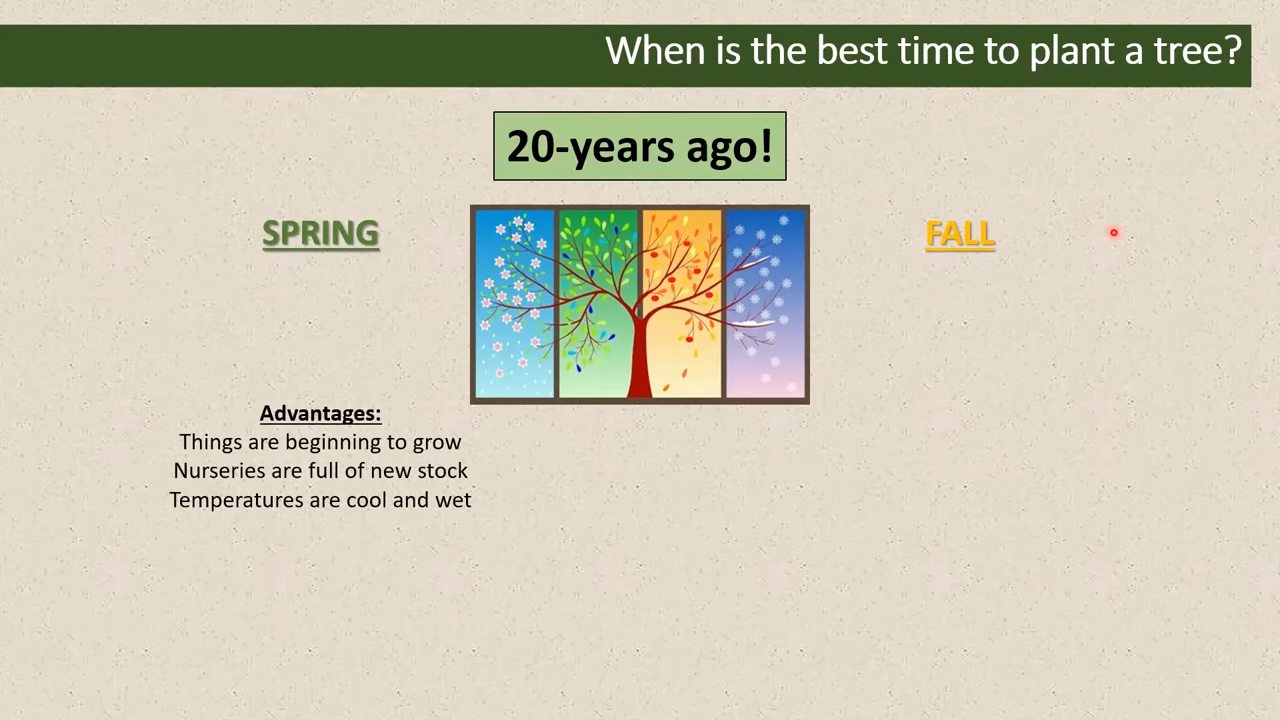 When is the best time to plant a tree?
20-years ago!
SPRING
FALL
Advantages:
Things are beginning to grow
Nurseries are full of new stock
Temperatures are cool and wet